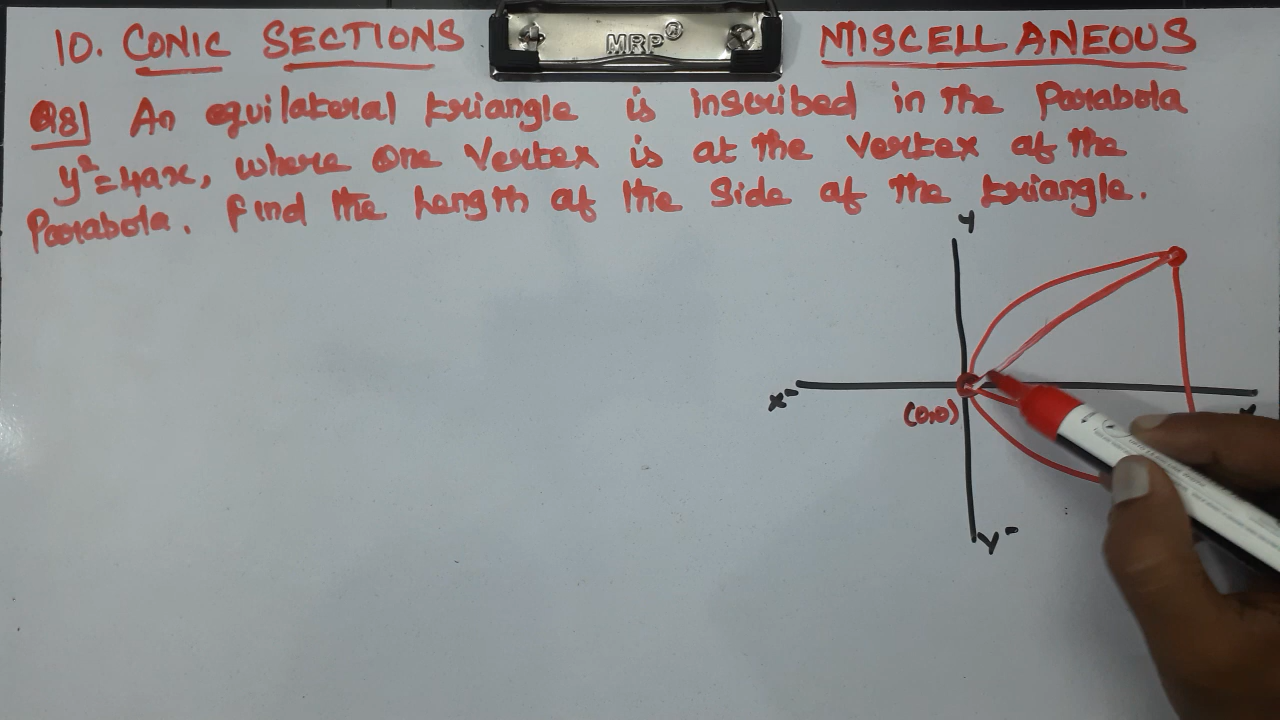 10. CONIC SECTIONS
MRP®
MISCELLANEOUS
Q8] An equilateral triangle is inscribed in the Parabola
y²=4ax, where One Vertex is at the Vertex of the
Parabola. Find the Length of the Side of the triangle.
y
x⁻
(0,0)
x
y⁻